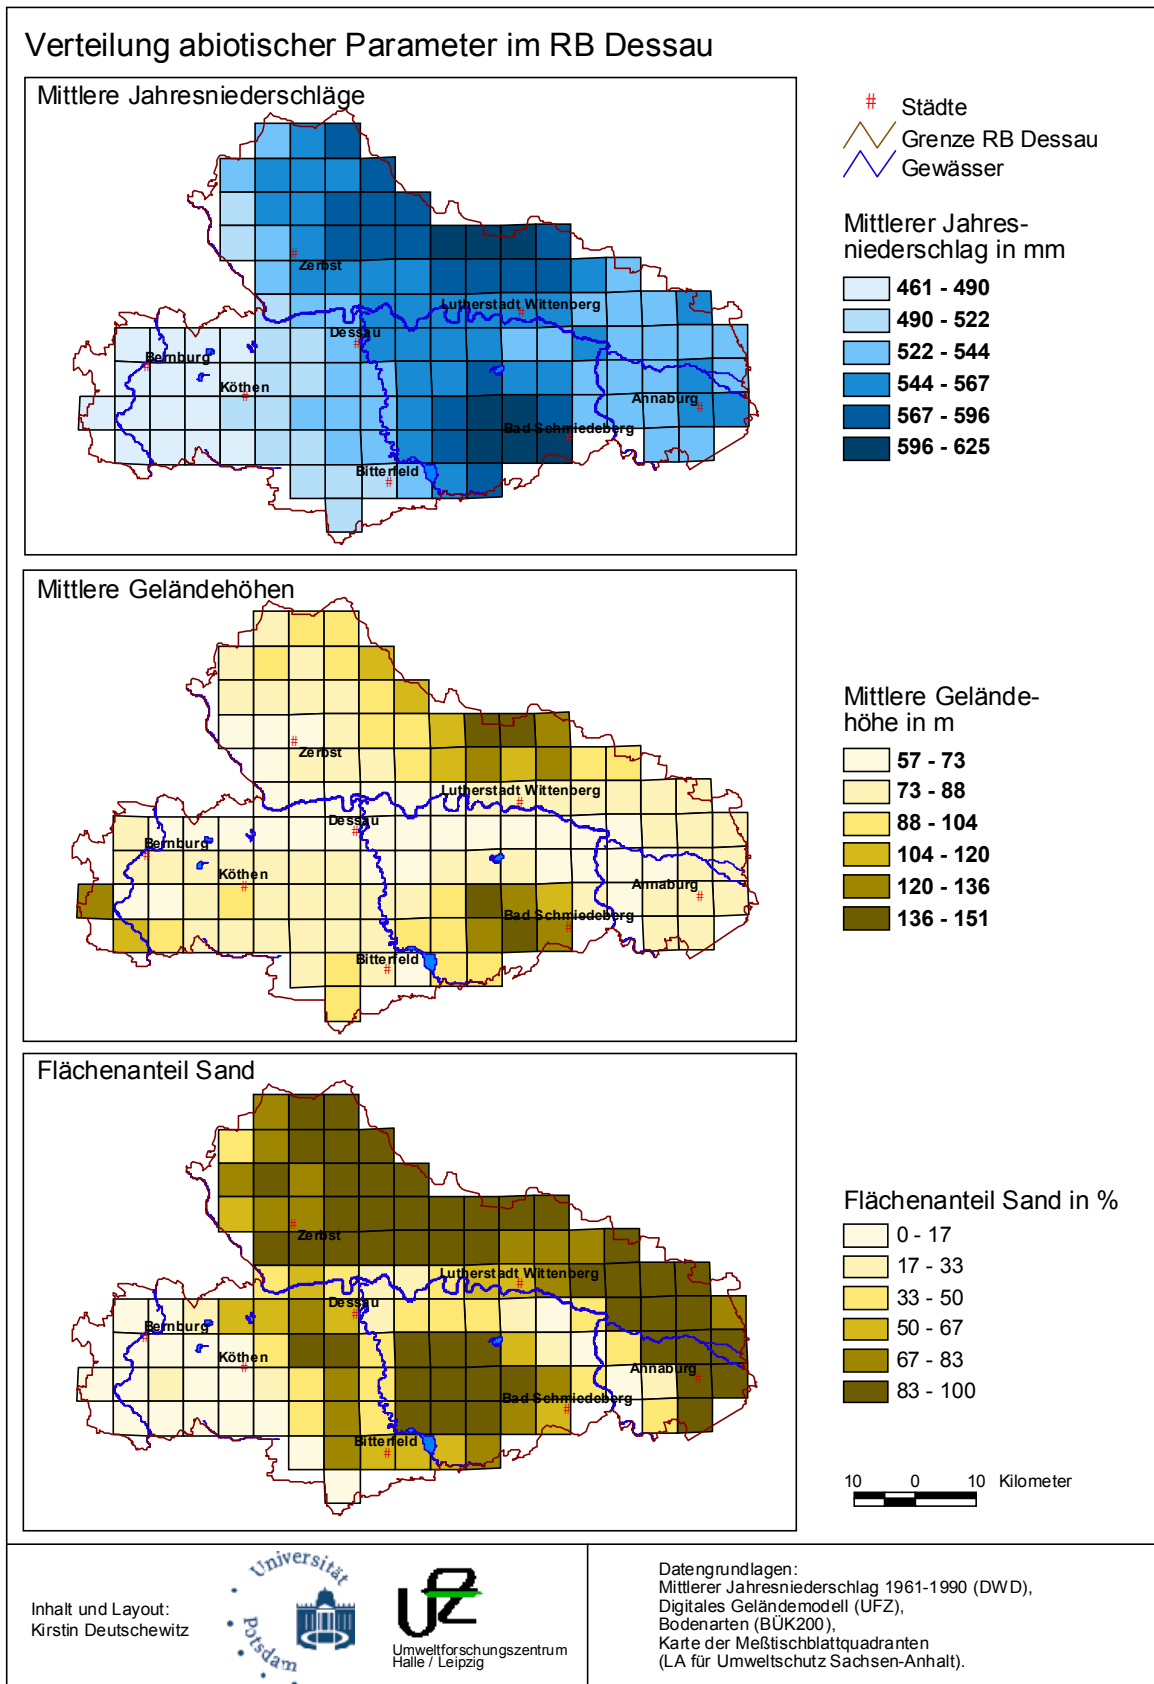 Verteilung abiotischer Parameter im RB Dessau
Mittlere Jahresniederschläge
Zerbst
Lutherstadt Wittenberg
Dessau
Bernburg
Köthen
Annaburg
Bad Schmiedeberg
Bitterfeld
# Städte
Grenze RB Dessau
Gewässer
Mittlerer Jahres-
niederschlag in mm
461 - 490
490 - 522
522 - 544
544 - 567
567 - 596
596 - 625
Mittlere Geländehöhen
Zerbst
Lutherstadt Wittenberg
Dessau
Bernburg
Köthen
Annaburg
Bad Schmiedeberg
Bitterfeld
Mittlere Gelände-
höhe in m
57 - 73
73 - 88
88 - 104
104 - 120
120 - 136
136 - 151
Flächenanteil Sand
Zerbst
Lutherstadt Wittenberg
Dessau
Bernburg
Köthen
Annaburg
Bad Schmiedeberg
Bitterfeld
Flächenanteil Sand in %
0 - 17
17 - 33
33 - 50
50 - 67
67 - 83
83 - 100
10 0 10 Kilometer
Inhalt und Layout:
Kirstin Deutschewitz
Universität
Potsdam
UFZ
Umweltforschungszentrum
Halle / Leipzig
Datengrundlagen:
Mittlerer Jahresniederschlag 1961-1990 (DWD),
Digitales Geländemodell (UFZ),
Bodenarten (BÜK200),
Karte der Meßtischblattquadranten
(LA für Umweltschutz Sachsen-Anhalt).